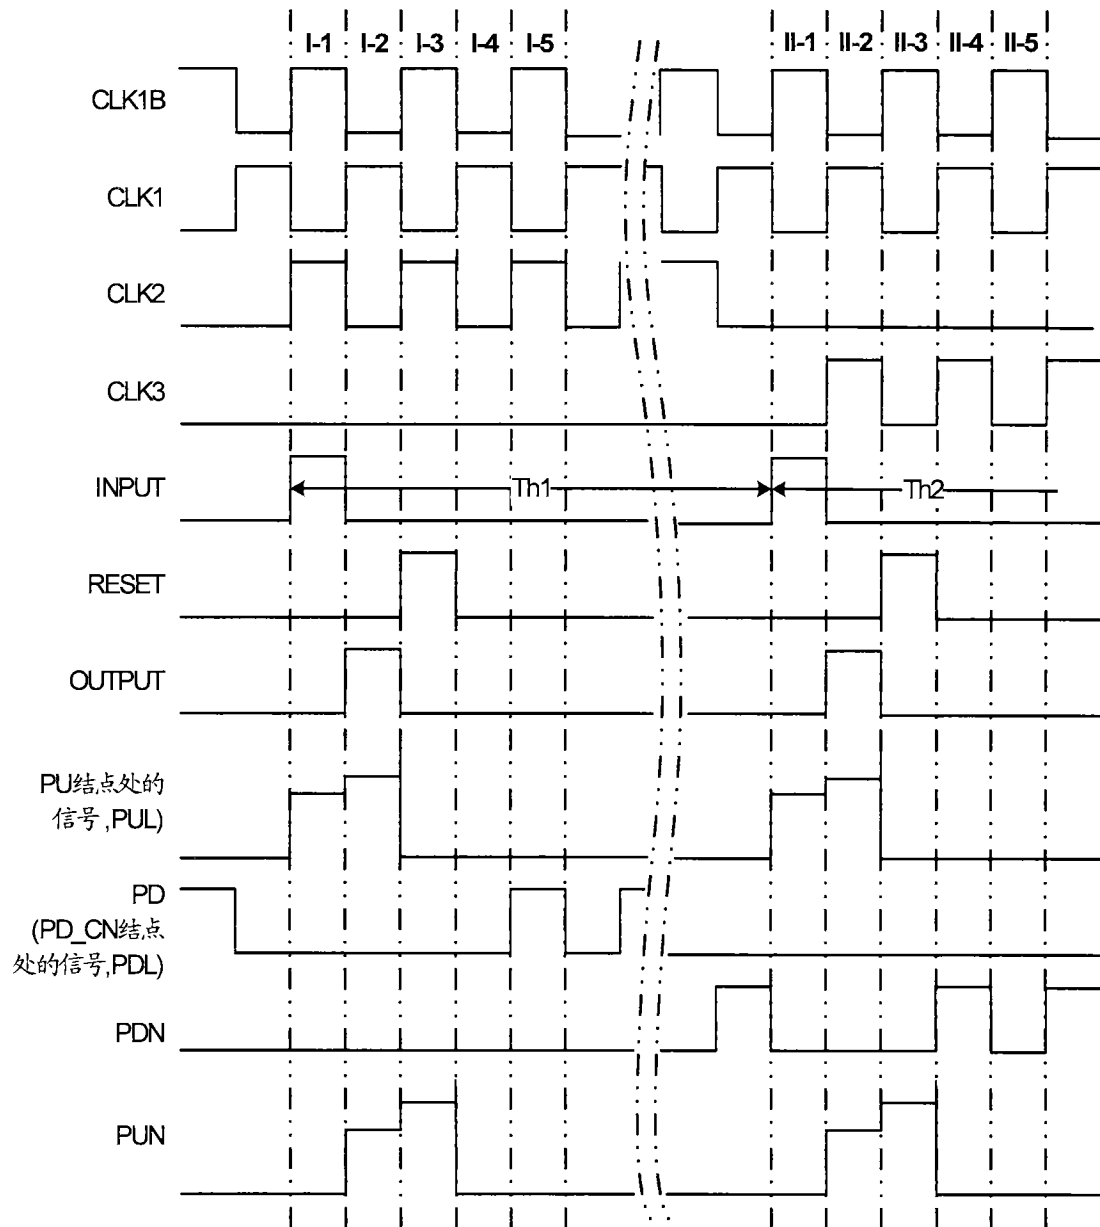 I-1 I-2 I-3 I-4 I-5 II-1 II-2 II-3 II-4 II-5
CLK1B
CLK1
CLK2
CLK3
INPUT
Th1
Th2
RESET
OUTPUT
PU结点处的
信号,PUL)
PD
(PD_CN结点
处的信号,PDL)
PDN
PUN